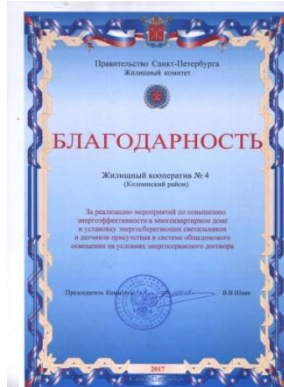 Правительство Санкт-Петербурга
Жилищный комитет
БЛАГОДАРНОСТЬ
Жилищный кооператив № 4
(Колпинский район)
За реализацию мероприятий по повышению
энергоэффективности в многоквартирном доме
и установку энергосберегающих светильников
и датчиков присутствия в системе общедомового
освещения на условиях энергосервисного договора
Председатель Комитета
В.В.Шиян
2017